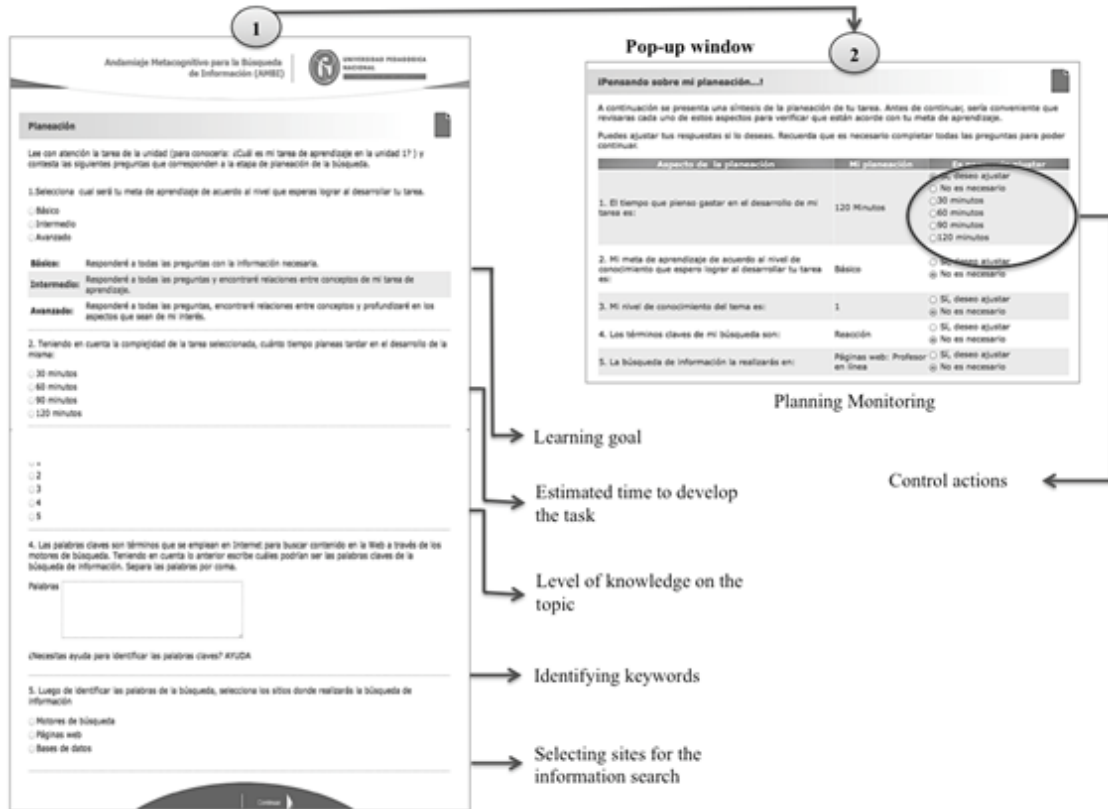 1
Andamiaje Metacognitivo para la Búsqueda
de Información (AMBI)
UNIVERSIDAD PEDAGOGICA
NACIONAL
Planeación
Lee con atención la tarea de la unidad (para conocerla: ¿Cuál es mi tarea de aprendizaje en la unidad 1? ) y
contesta las siguientes preguntas que corresponden a la etapa de planeación de la búsqueda.
1.Selecciona cual será tu meta de aprendizaje de acuerdo al nivel que esperas lograr al desarrollar tu tarea.
Básico
Intermedio
Avanzado
Básico: Responderé a todas las preguntas con la información necesaria.
Intermedio: Responderé a todas las preguntas y encontraré relaciones entre conceptos de mi tarea de
aprendizaje.
Avanzado: Responderé a todas las preguntas, encontraré relaciones entre conceptos y profundizaré en los
aspectos que sean de mi interés.
2. Teniendo en cuenta la complejidad de la tarea seleccionada, cuánto tiempo planeas tardar en el desarrollo de la
misma:
30 minutos
60 minutos
90 minutos
120 minutos
2
3
4
5
4. Las palabras claves son términos que se emplean en Internet para buscar contenido en la Web a través de los
motores de búsqueda. Teniendo en cuenta lo anterior escribe cuáles podrían ser las palabras claves de la
búsqueda de información. Separa las palabras por coma.
Palabras
¿Necesitas ayuda para identificar las palabras claves? AYUDA
5. Luego de identificar las palabras de la búsqueda, selecciona los sitios donde realizarás la búsqueda de
información
Motores de búsqueda
Páginas web
Bases de datos
Continuar
Learning goal
Estimated time to develop
the task
Level of knowledge on the
topic
Identifying keywords
Selecting sites for the
information search
Pop-up window
2
¡Pensando sobre mi planeación...!
A continuación se presenta una síntesis de la planeación de tu tarea. Antes de continuar, sería conveniente que
revisaras cada uno de estos aspectos para verificar que están acorde con tu meta de aprendizaje.
Puedes ajustar tus respuestas si lo deseas. Recuerda que es necesario completar todas las preguntas para poder
continuar.
Aspecto de la planeación Mi planeación Es necesario ajustar
Sí, deseo ajustar
No es necesario
30 minutos
1. El tiempo que pienso gastar en el desarrollo de mi
tarea es: 120 Minutos
60 minutos
90 minutos
120 minutos
2. Mi meta de aprendizaje de acuerdo al nivel de
conocimiento que espero lograr al desarrollar tu tarea
es: Básico
Sí, deseo ajustar
No es necesario
3. Mi nivel de conocimiento del tema es: 1
Sí, deseo ajustar
No es necesario
4. Los términos claves de mi búsqueda son: Reacción
Sí, deseo ajustar
No es necesario
5. La búsqueda de información la realizarás en: Páginas web: Profesor
en línea
Sí, deseo ajustar
No es necesario
Planning Monitoring
Control actions